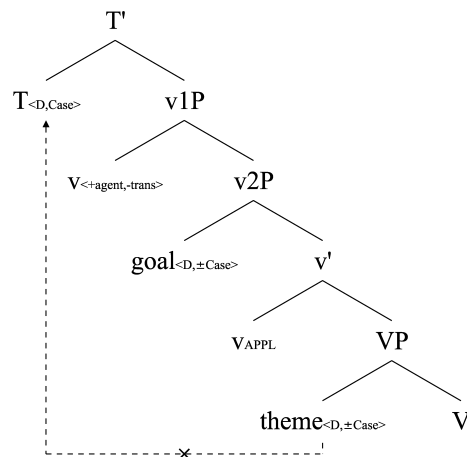 T'
T<D,Case> v1P
v<+agent,-trans> v2P
goal<D,±Case> v'
vAPPL VP
theme<D,±Case> V
×